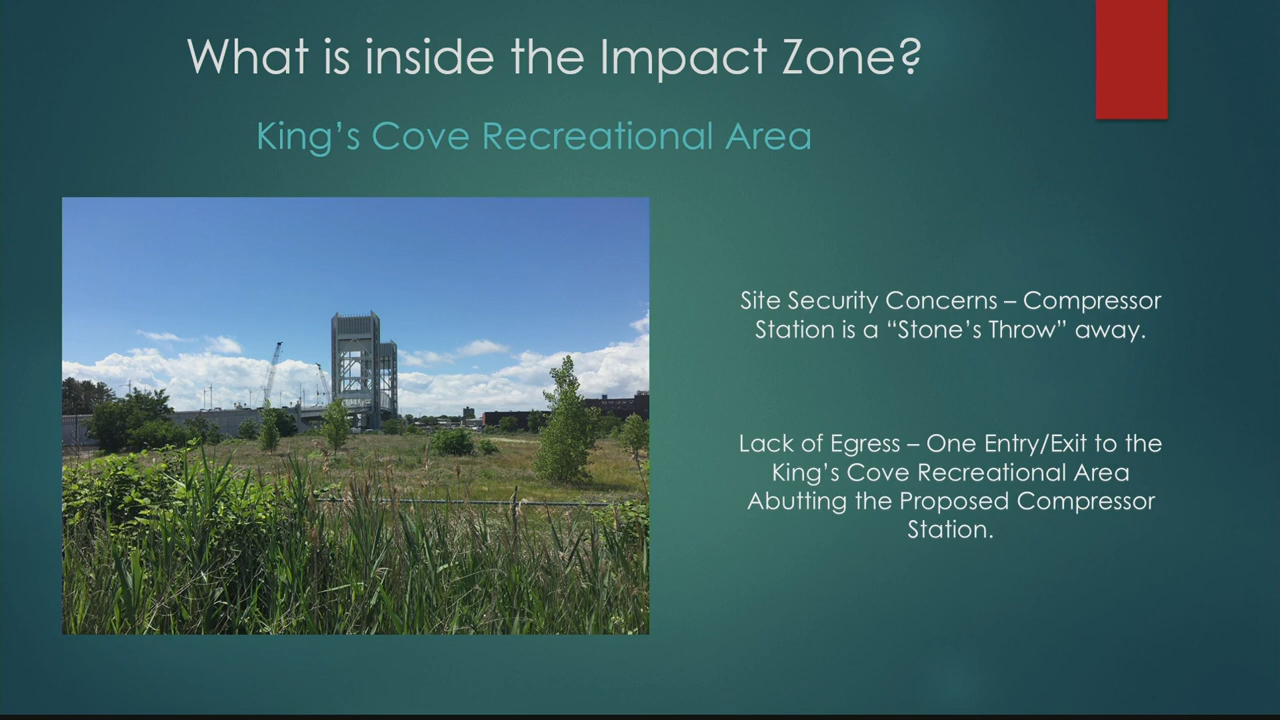 What is inside the Impact Zone?
King’s Cove Recreational Area
Site Security Concerns – Compressor
Station is a “Stone’s Throw” away.
Lack of Egress – One Entry/Exit to the
King’s Cove Recreational Area
Abutting the Proposed Compressor
Station.